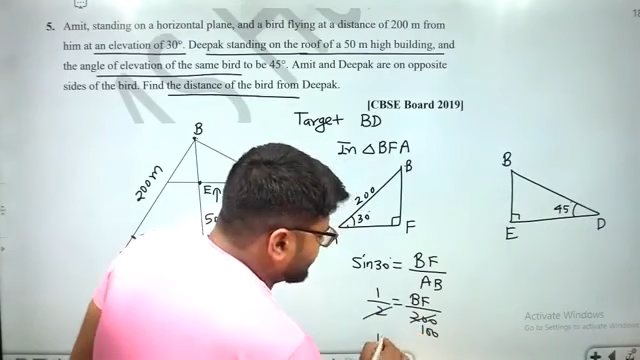 5. Amit, standing on a horizontal plane, and a bird flying at a distance of 200 m from
him at an elevation of 30°. Deepak standing on the roof of a 50 m high building, and
the angle of elevation of the same bird to be 45°. Amit and Deepak are on opposite
sides of the bird. Find the distance of the bird from Deepak.
[CBSE Board 2019]
Target BD
In △BFA
B
200m
E
50
B
200
30°
F
B
45
E
D
Sin30° = BF/AB
1/2 = BF/200
100
Activate Windows
Go to Settings to activate Windows.